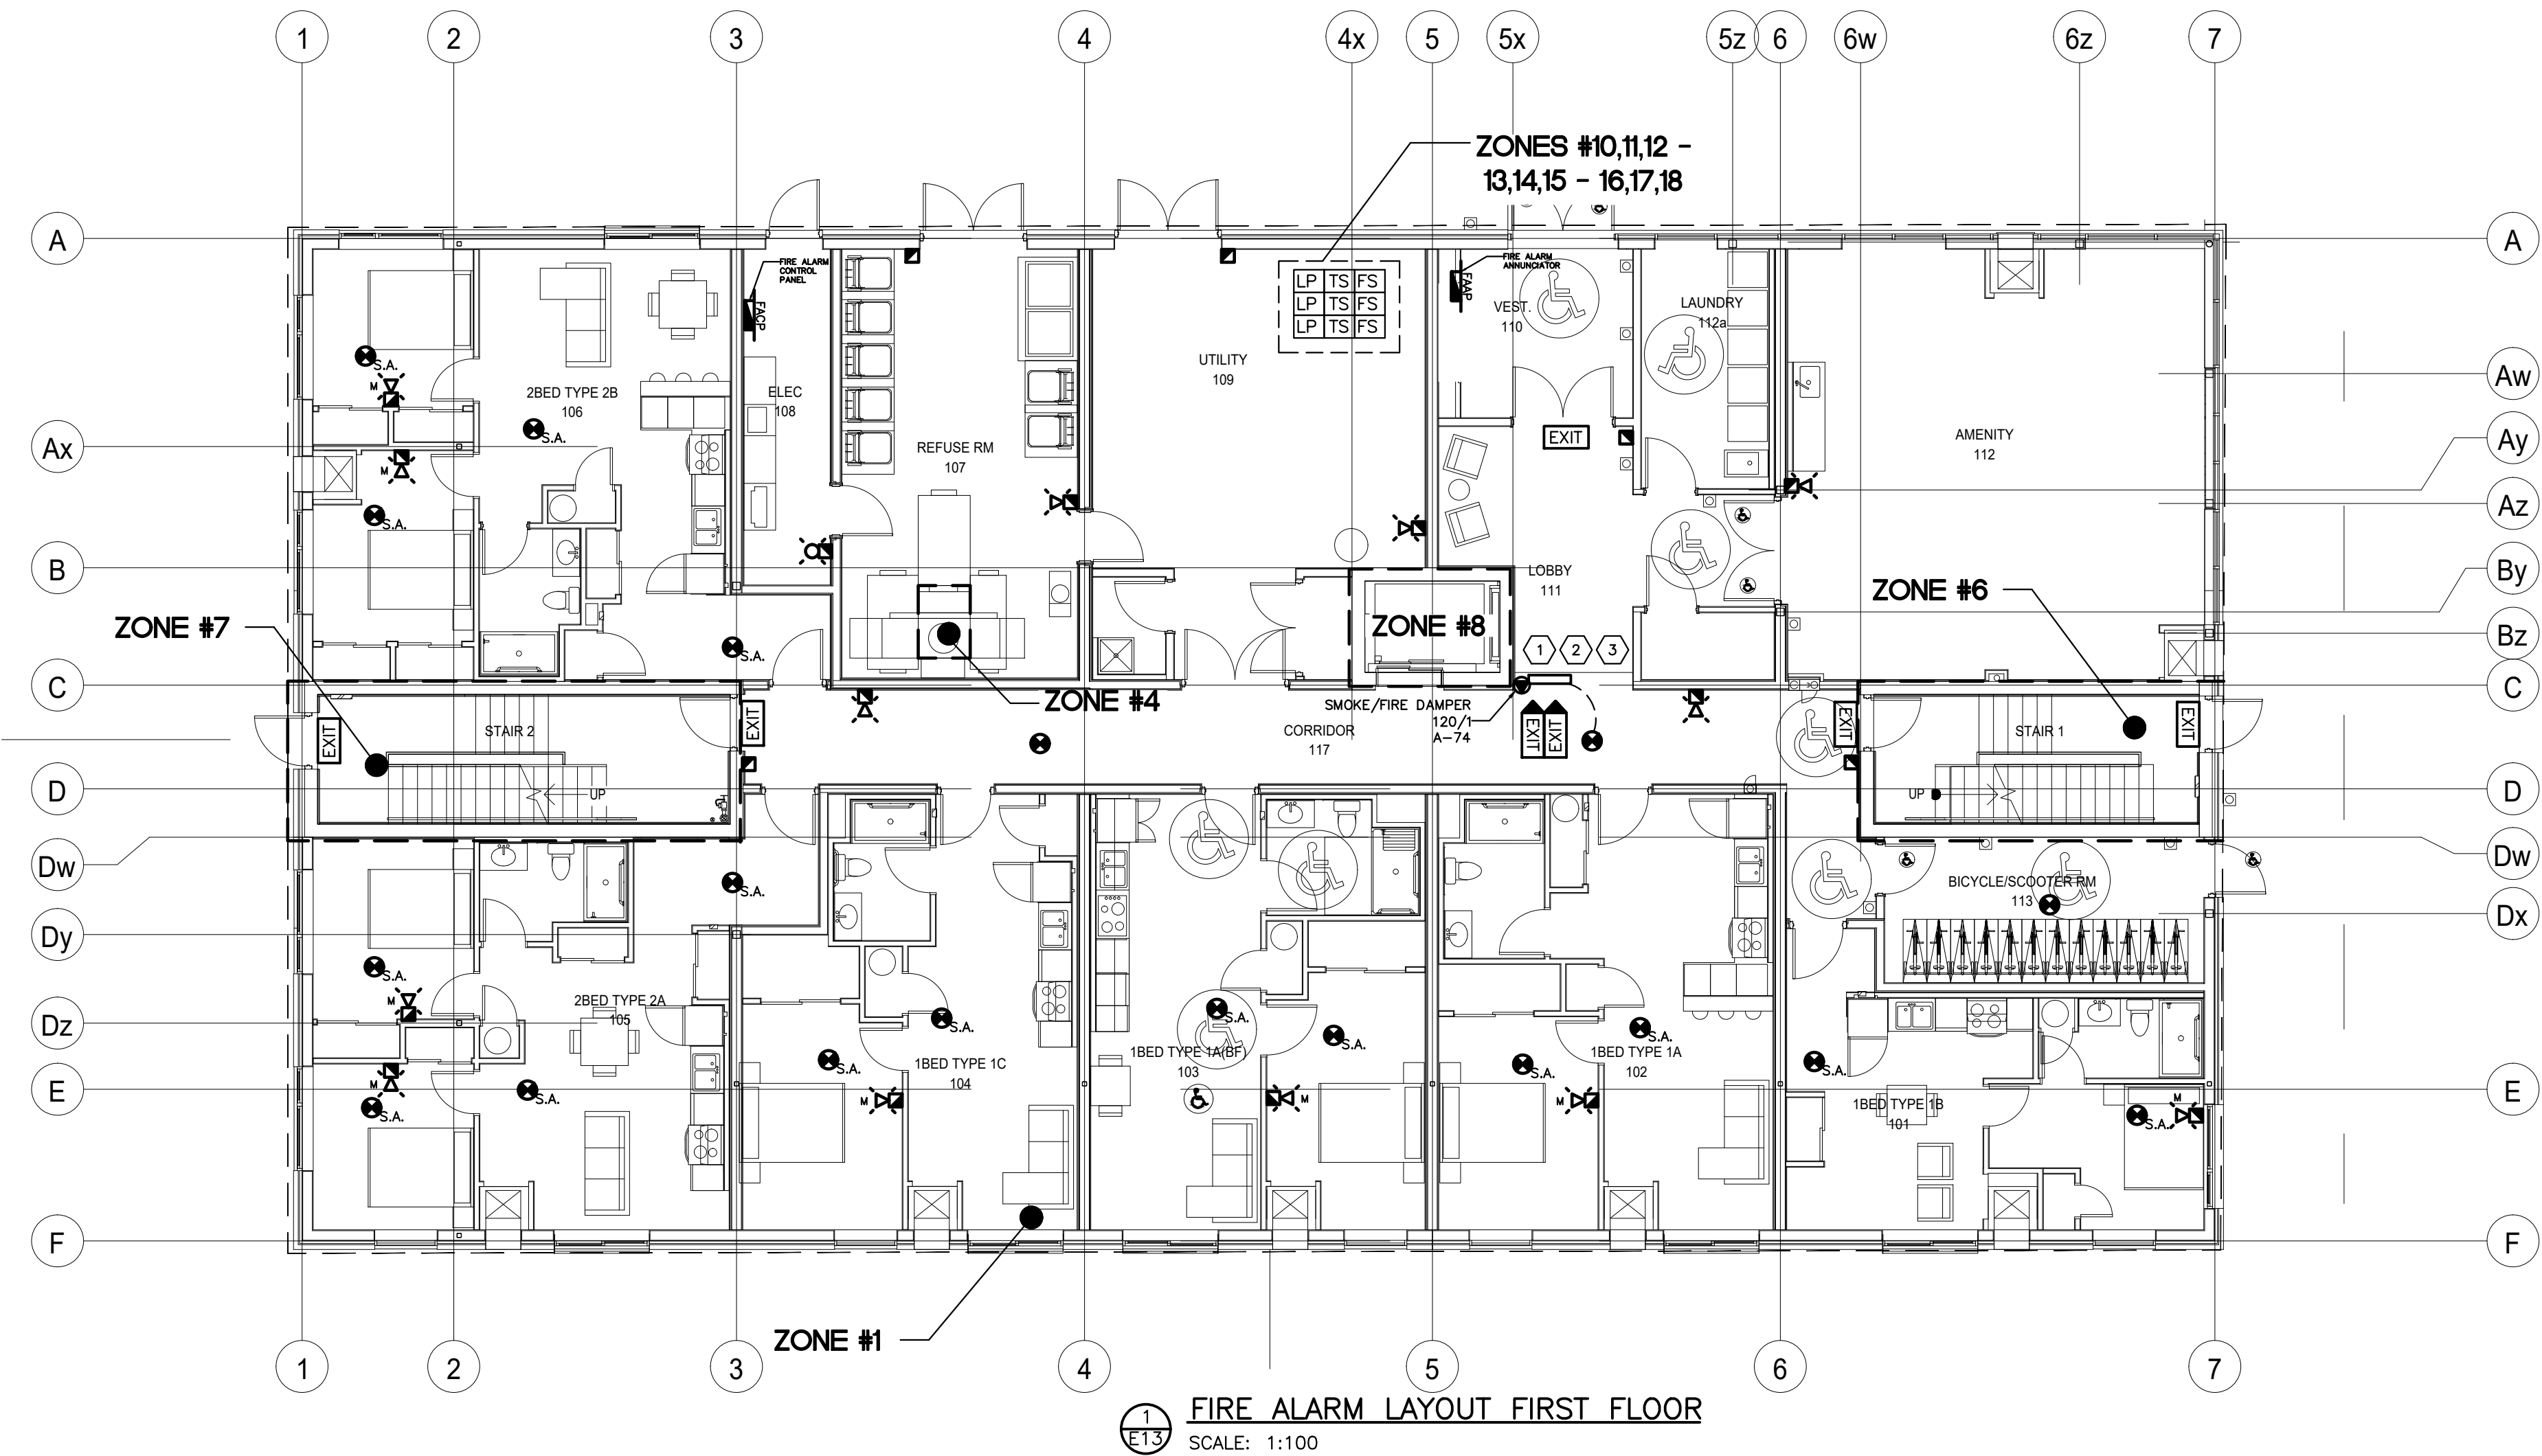 1 2 3 4 4x 5 5x 5z 6 6w 6z 7
ZONES #10,11,12 -
13,14,15 - 16,17,18
A
A
FIRE ALARM
CONTROL
PANEL
FACP
LP TS FS
LP TS FS
LP TS FS
FIRE ALARM
ANNUNCIATOR
FAAP
VEST.
110
LAUNDRY
112a
UTILITY
109
S.A.
M
2BED TYPE 2B
106
ELEC
108
Aw
S.A.
EXIT
AMENITY
112
Ay
Ax
REFUSE RM
107
M
Az
S.A.
B
LOBBY
111
By
ZONE #6
ZONE #7
ZONE #8
Bz
1 2 3
S.A.
C
C
ZONE #4
SMOKE/FIRE DAMPER
120/1
A-74
STAIR 2
EXIT
EXIT
CORRIDOR
117
EXIT
EXIT
EXIT
STAIR 1
EXIT
UP
UP
D
D
Dw
Dw
S.A.
BICYCLE/SCOOTER RM
113
Dx
Dy
S.A.
M
2BED TYPE 2A
105
S.A.
S.A.
S.A.
S.A.
Dz
Dz
S.A.
1BED TYPE 1C
104
1BED TYPE 1A(BF)
103
S.A.
1BED TYPE 1A
102
S.A.
M
S.A.
S.A.
E
E
M
M
M
1BED TYPE 1B
101
M
S.A.
F
F
ZONE #1
1 2 3 4 5 6 7
1
E13
FIRE ALARM LAYOUT FIRST FLOOR
SCALE: 1:100